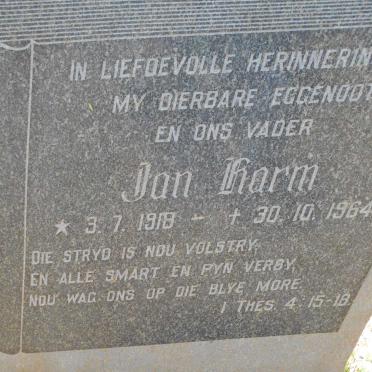 IN LIEFDEVOLLE HERINNERIN
MY DIERBARE EGGENOOT
EN ONS VADER
Jan Harm
★ 3. 7. 1918 - † 30. 10. 1964
DIE STRYD IS NOU VOLSTRY,
EN ALLE SMART EN PYN VERBY,
NOU WAG ONS OP DIE BLYE MORE.
I THES. 4: 15-18